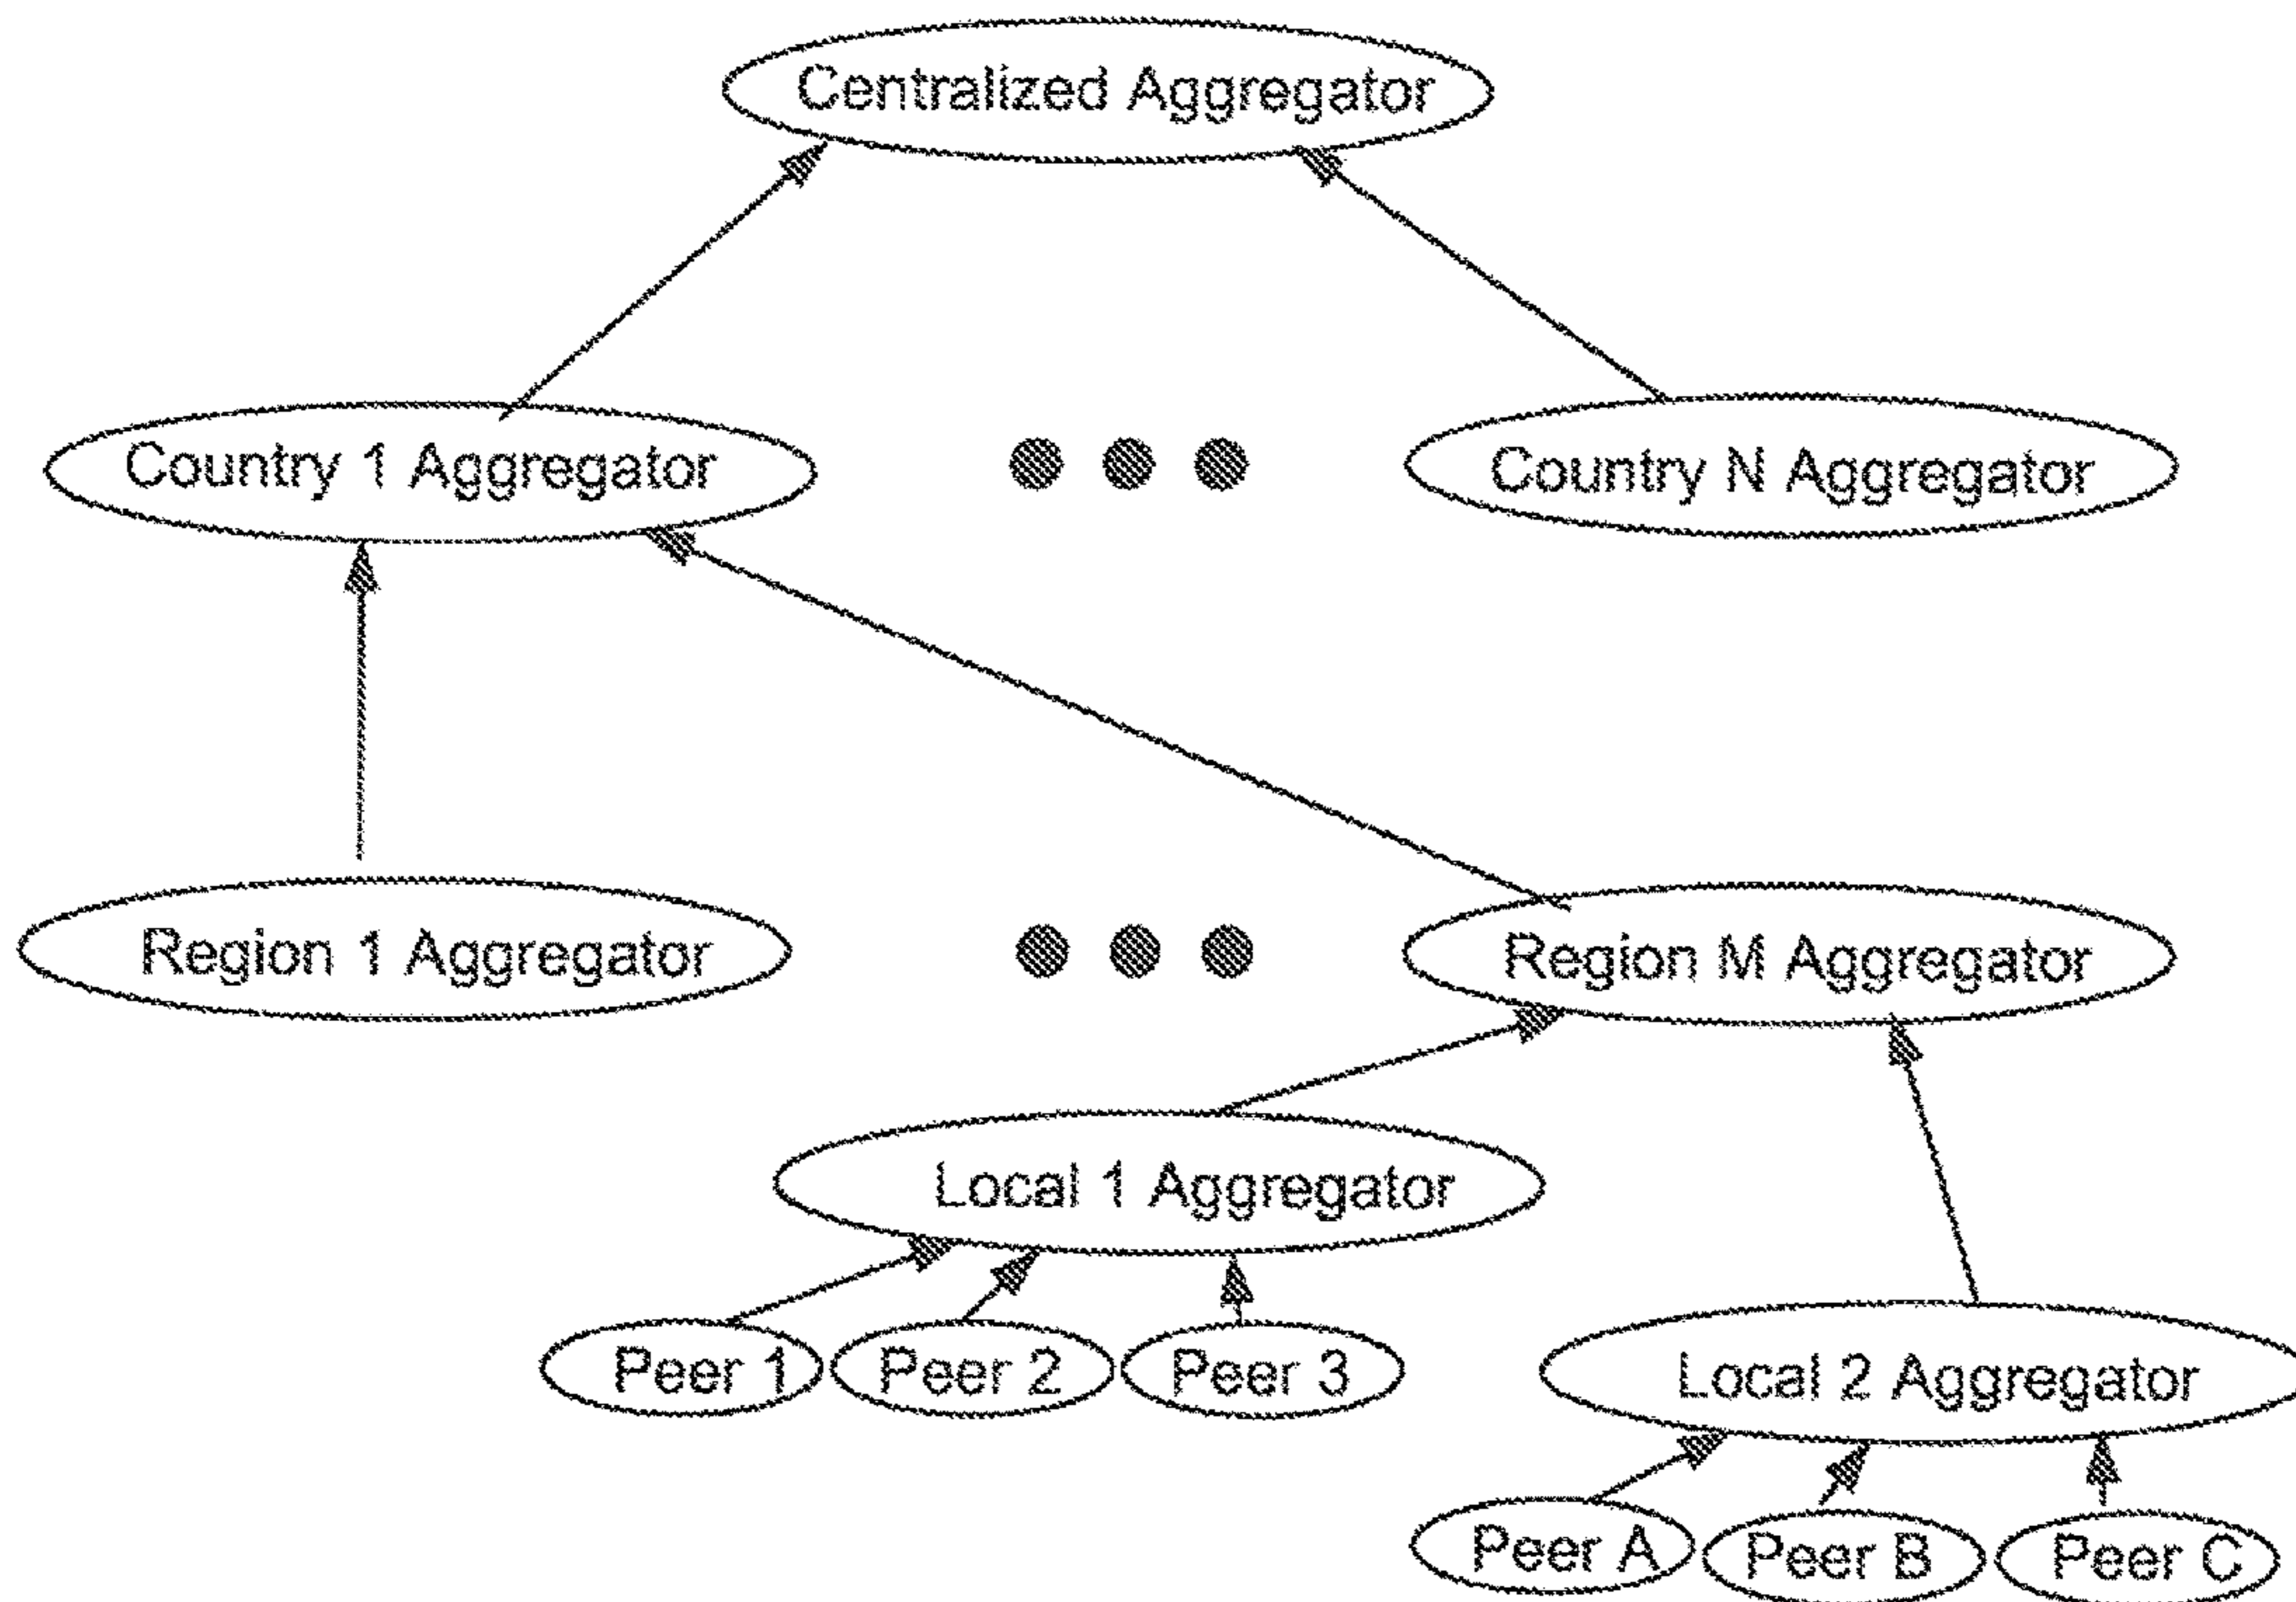 Centralized Aggregator
Country 1 Aggregator
Country N Aggregator
Region 1 Aggregator
Region M Aggregator
Local 1 Aggregator
Peer 1
Peer 2
Peer 3
Local 2 Aggregator
Peer A
Peer B
Peer C